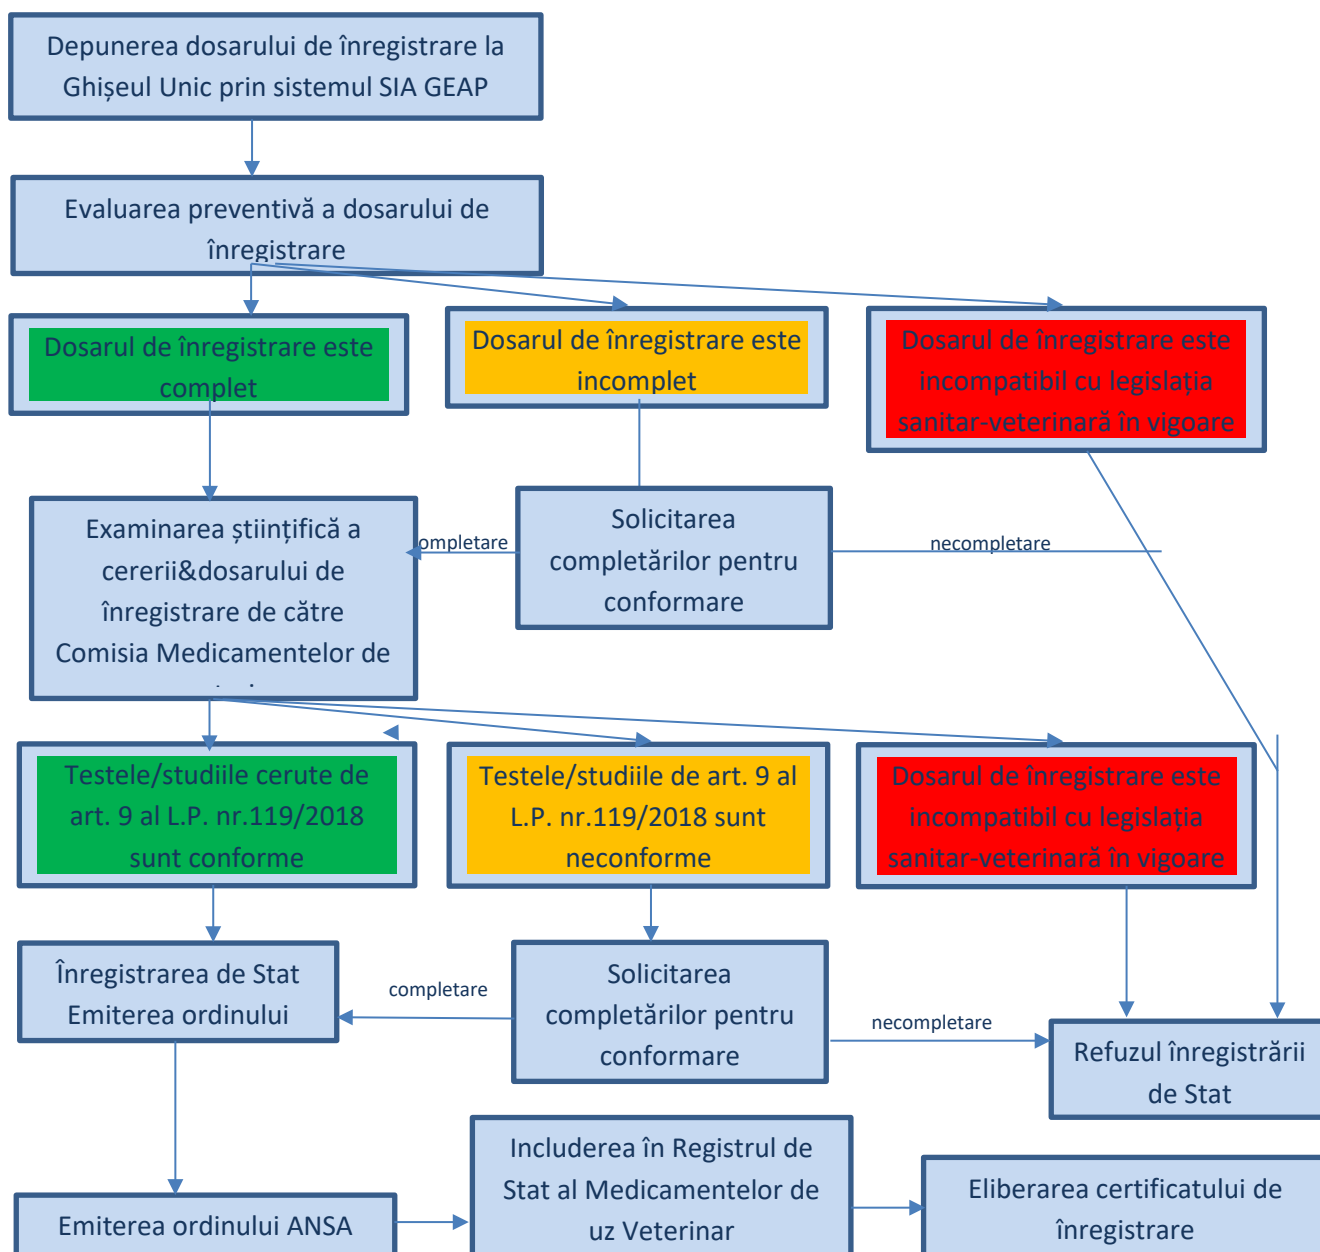 Depunerea dosarului de înregistrare la
Ghișeul Unic prin sistemul SIA GEAP
Evaluarea preventivă a dosarului de
înregistrare
Dosarul de înregistrare este
complet
Dosarul de înregistrare este
incomplet
Dosarul de înregistrare este
incompatibil cu legislația
sanitar-veterinară în vigoare
Examinarea științifică a
cererii&dosarului de
înregistrare de către
Comisia Medicamentelor de
ompletare
Solicitarea
completărilor pentru
conformare
necompletare
Testele/studiile cerute de
art. 9 al L.P. nr.119/2018
sunt conforme
Testele/studiile de art. 9 al
L.P. nr.119/2018 sunt
neconforme
Dosarul de înregistrare este
incompatibil cu legislația
sanitar-veterinară în vigoare
Înregistrarea de Stat
Emiterea ordinului
completare
Solicitarea
completărilor pentru
conformare
necompletare
Refuzul înregistrării
de Stat
Emiterea ordinului ANSA
Includerea în Registrul de
Stat al Medicamentelor de
uz Veterinar
Eliberarea certificatului de
înregistrare